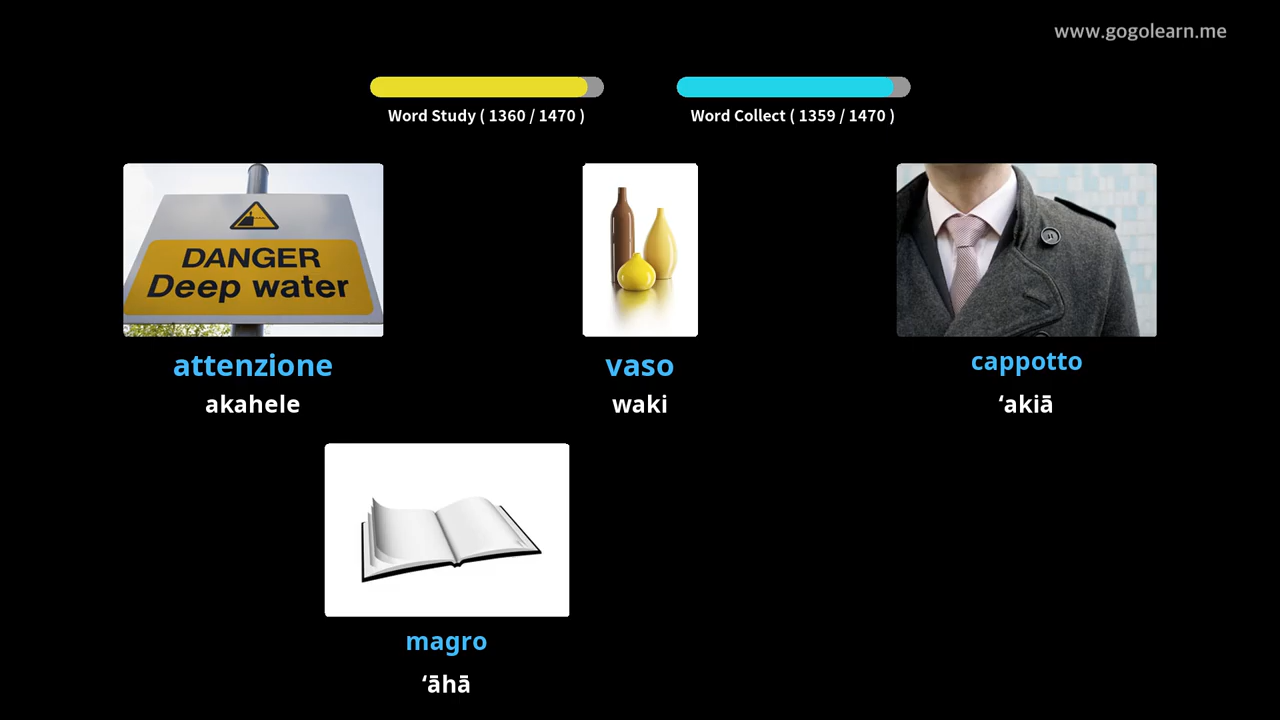 www.gogolearn.me
Word Study ( 1360 / 1470 )
Word Collect ( 1359 / 1470 )
DANGER
Deep water
attenzione
akahele
vaso
waki
cappotto
ʻakiā
magro
ʻāhā